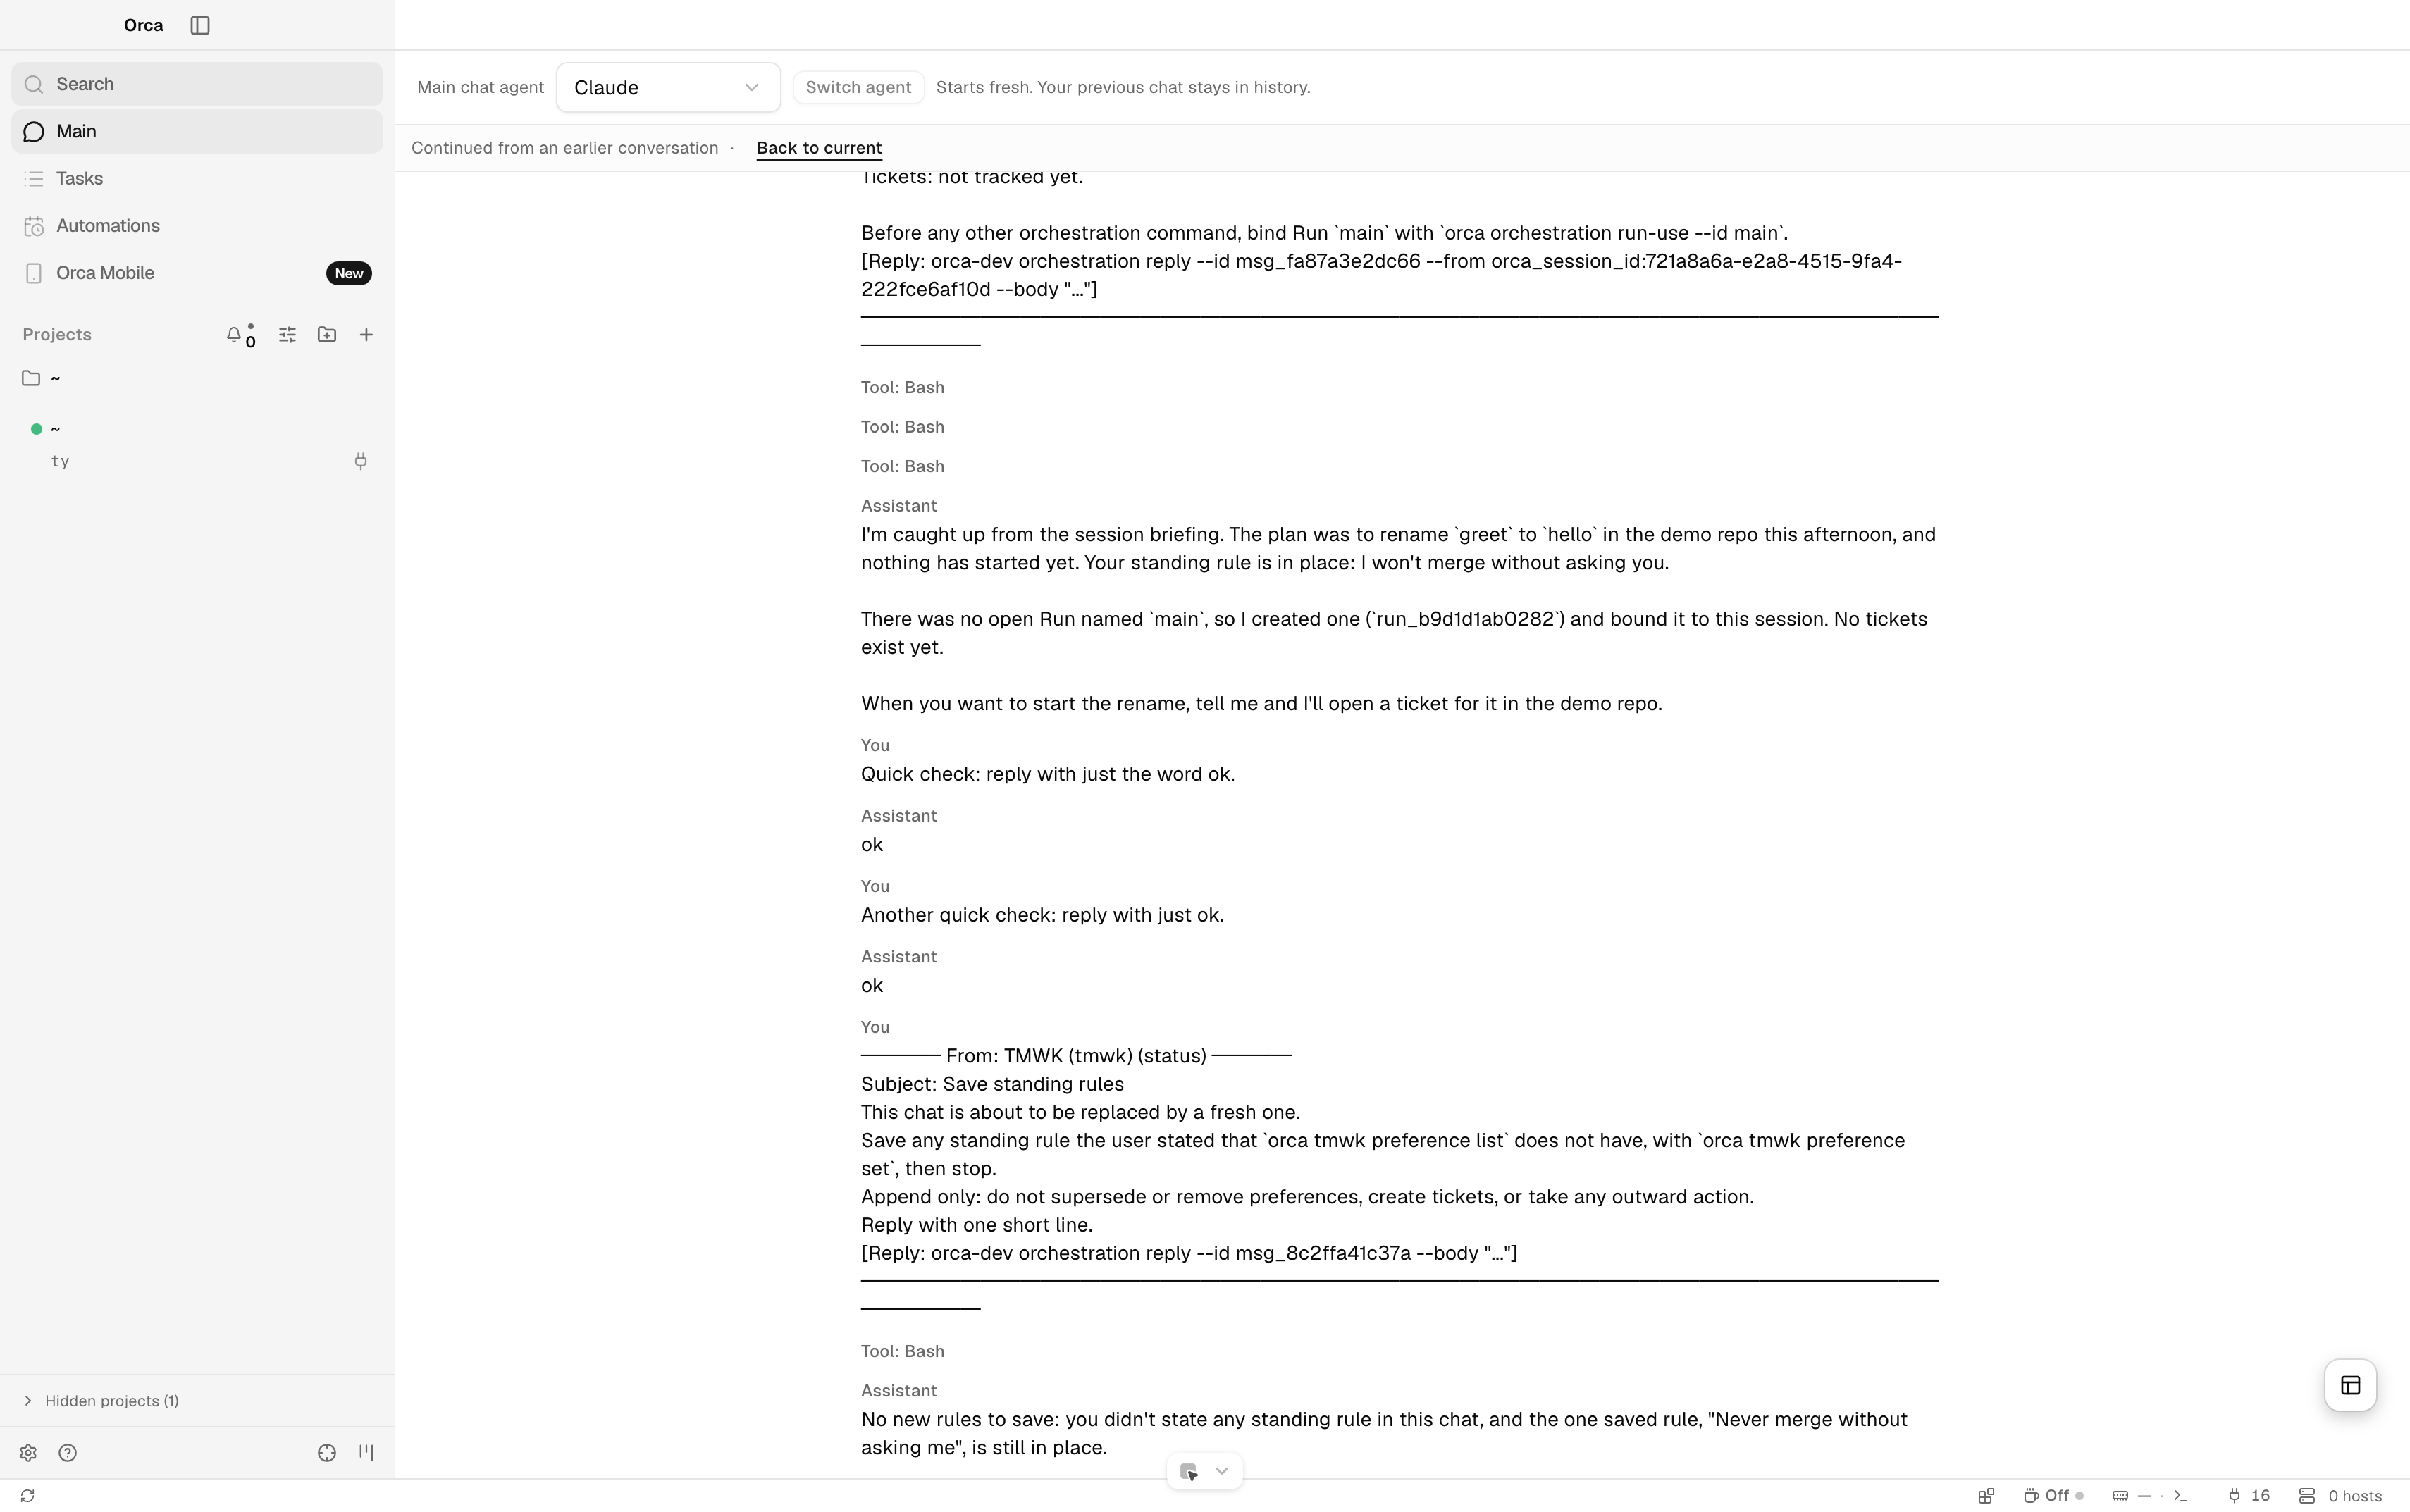 Orca
Search
Main
Tasks
Automations
Orca Mobile
New
Projects
0
~
~
ty
Hidden projects (1)
Main chat agent
Claude
Switch agent
Starts fresh. Your previous chat stays in history.
Continued from an earlier conversation ·
Back to current
Tickets: not tracked yet.
Before any other orchestration command, bind Run `main` with `orca orchestration run-use --id main`.
[Reply: orca-dev orchestration reply --id msg_fa87a3e2dc66 --from orca_session_id:721a8a6a-e2a8-4515-9fa4-
222fce6af10d --body "..."]
Tool: Bash
Tool: Bash
Tool: Bash
Assistant
I'm caught up from the session briefing. The plan was to rename `greet` to `hello` in the demo repo this afternoon, and
nothing has started yet. Your standing rule is in place: I won't merge without asking you.
There was no open Run named `main`, so I created one (`run_b9d1d1ab0282`) and bound it to this session. No tickets
exist yet.
When you want to start the rename, tell me and I'll open a ticket for it in the demo repo.
You
Quick check: reply with just the word ok.
Assistant
ok
You
Another quick check: reply with just ok.
Assistant
ok
You
──── From: TMWK (tmwk) (status) ────
Subject: Save standing rules
This chat is about to be replaced by a fresh one.
Save any standing rule the user stated that `orca tmwk preference list` does not have, with `orca tmwk preference
set`, then stop.
Append only: do not supersede or remove preferences, create tickets, or take any outward action.
Reply with one short line.
[Reply: orca-dev orchestration reply --id msg_8c2ffa41c37a --body "..."]
Tool: Bash
Assistant
No new rules to save: you didn't state any standing rule in this chat, and the one saved rule, "Never merge without
asking me", is still in place.
Off
— ·
16
0 hosts